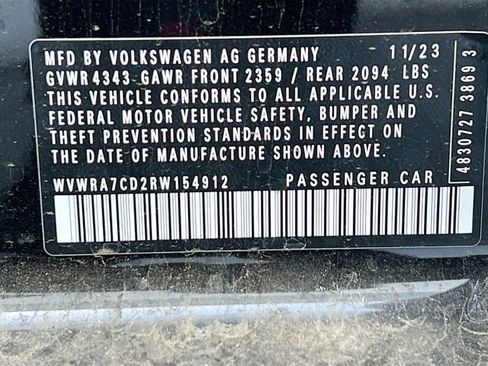 MFD BY VOLKSWAGEN AG GERMANY 11/23
GVWR 4343 GAWR FRONT 2359 / REAR 2094 LBS
THIS VEHICLE CONFORMS TO ALL APPLICABLE U.S.
FEDERAL MOTOR VEHICLE SAFETY, BUMPER AND
THEFT PREVENTION STANDARDS IN EFFECT ON
THE DATE OF MANUFACTURE SHOWN ABOVE.
WVWRA7CD2RW154912 PASSENGER CAR
4830727 3869 3